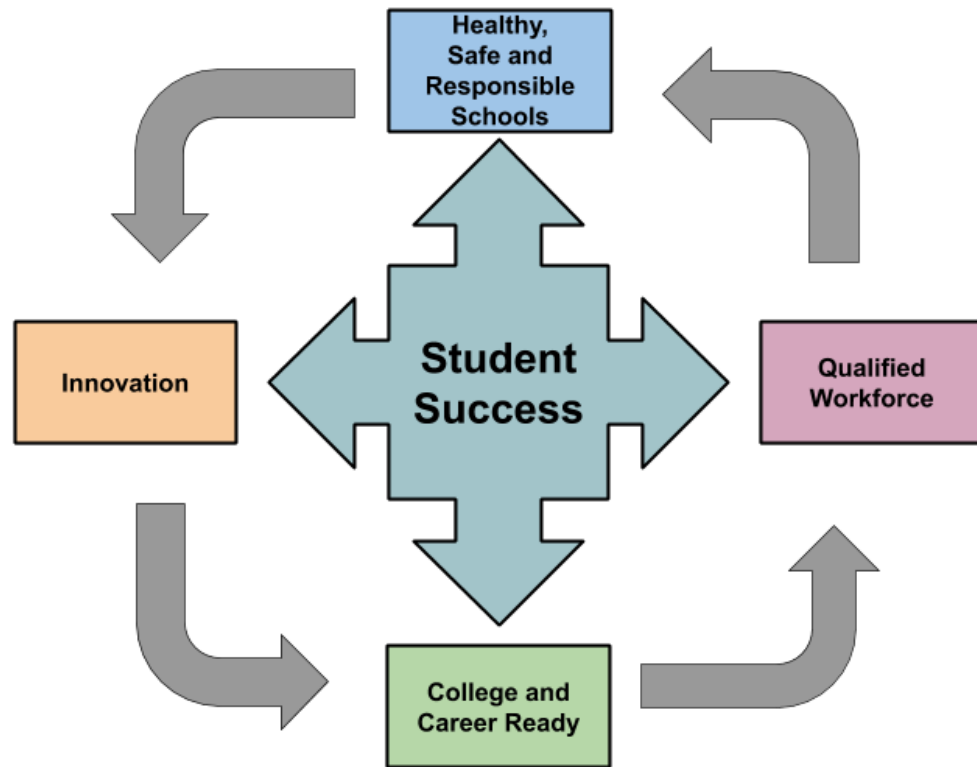 Healthy,
Safe and
Responsible
Schools
Innovation
Student
Success
Qualified
Workforce
College and
Career Ready